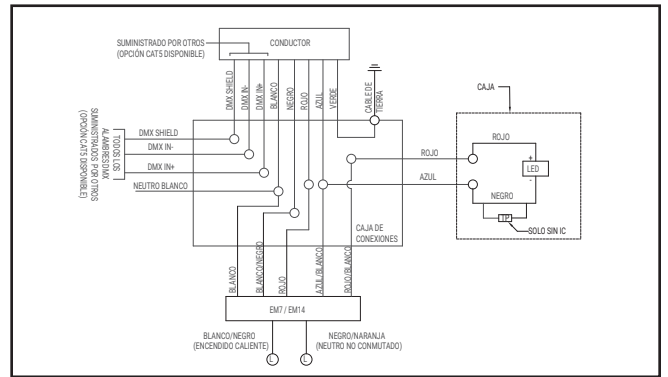 SUMINISTRADO POR OTROS
(OPCIÓN CAT5 DISPONIBLE)
CONDUCTOR
DMX SHIELD
DMX IN-
DMX IN+
BLANCO
NEGRO
ROJO
AZUL
VERDE
CABLE DE
TIERRA
CAJA
TODOS LOS
ALAMBRES DMX
SUMINISTRADOS POR OTROS
(OPCIÓN CAT5 DISPONIBLE)
DMX SHIELD
DMX IN-
DMX IN+
NEUTRO BLANCO
ROJO
AZUL
ROJO
+
LED
-
NEGRO
TP
SOLO SIN IC
CAJA DE
CONEXIONES
BLANCO
BLANCO/NEGRO
ROJO
AZUL/BLANCO
ROJO/BLANCO
EM7 / EM14
BLANCO/NEGRO
(ENCENDIDO CALIENTE)
NEGRO/NARANJA
(NEUTRO NO CONMUTADO)
L
L